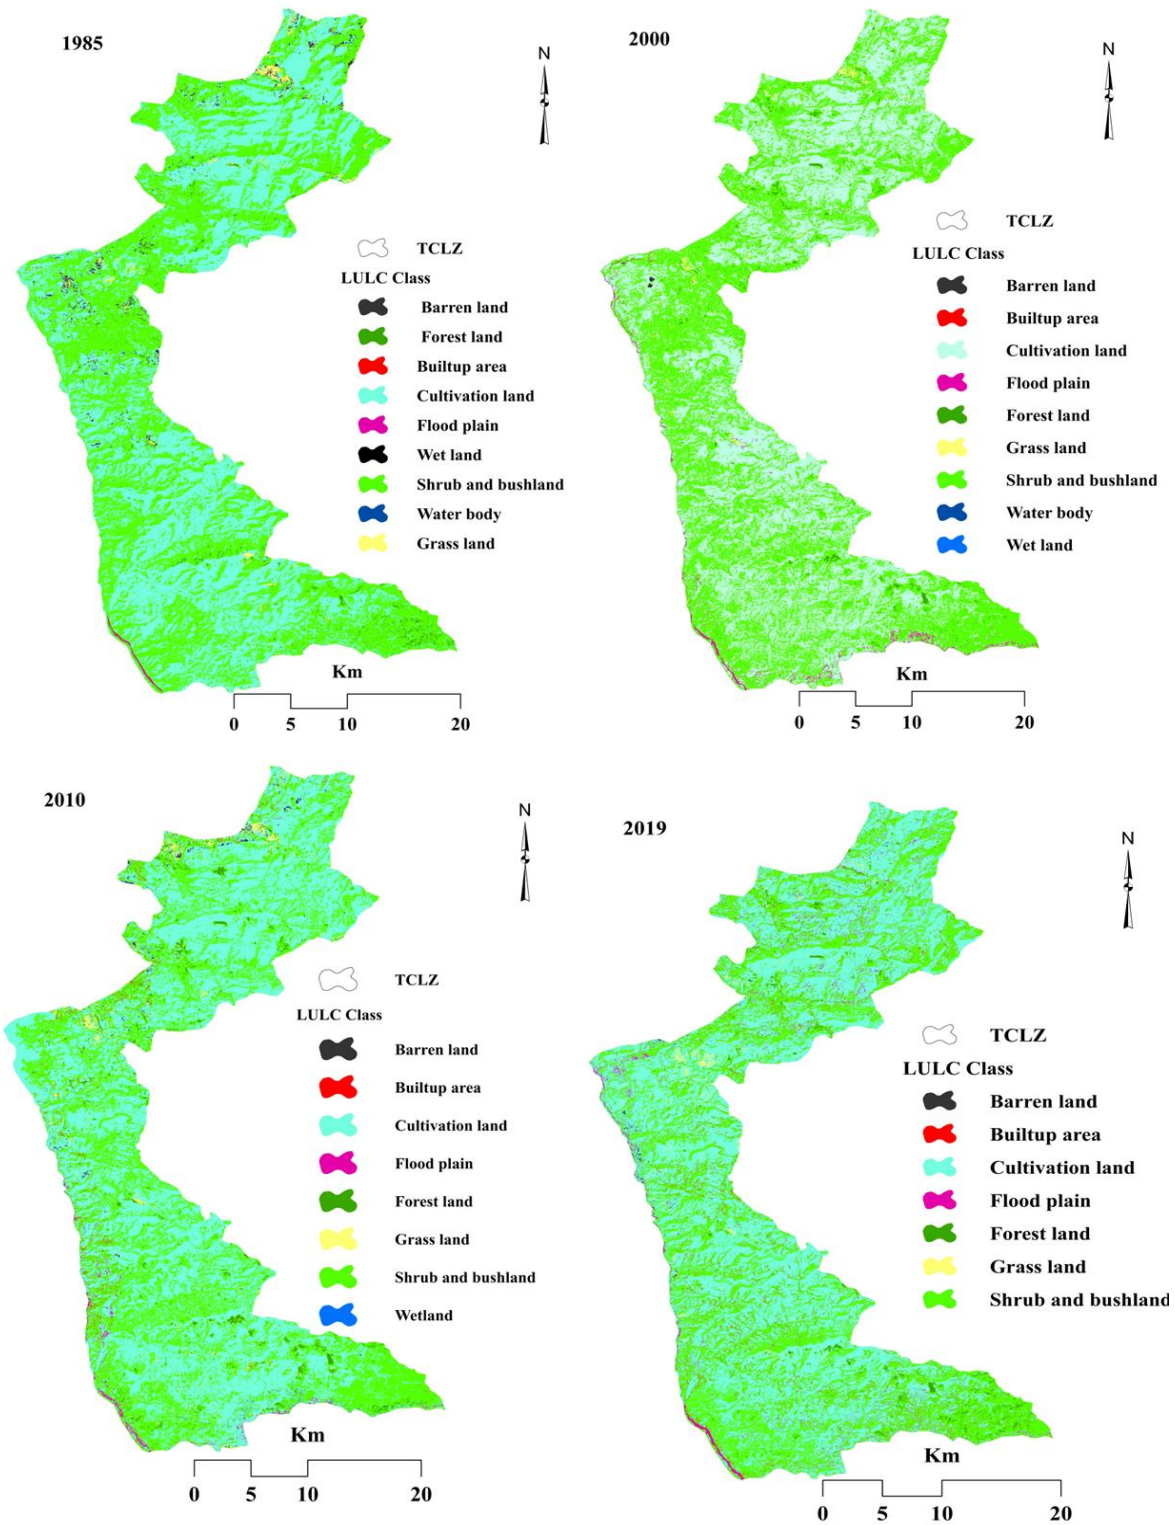 1985
N
TCLZ
LULC Class
Barren land
Forest land
Builtup area
Cultivation land
Flood plain
Wet land
Shrub and bushland
Water body
Grass land
Km
0 5 10 20
2000
N
TCLZ
LULC Class
Barren land
Builtup area
Cultivation land
Flood plain
Forest land
Grass land
Shrub and bushland
Water body
Wet land
Km
0 5 10 20
2010
N
TCLZ
LULC Class
Barren land
Builtup area
Cultivation land
Flood plain
Forest land
Grass land
Shrub and bushland
Wetland
Km
0 5 10 20
2019
N
TCLZ
LULC Class
Barren land
Builtup area
Cultivation land
Flood plain
Forest land
Grass land
Shrub and bushland
Km
0 5 10 20